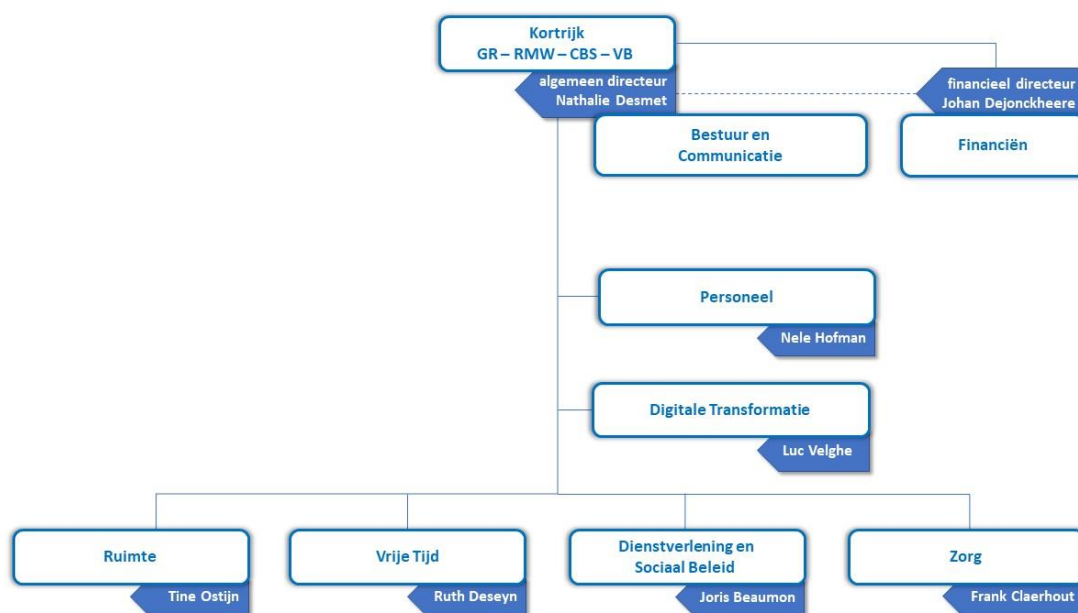 Kortrijk
GR – RMW – CBS – VB
algemeen directeur
Nathalie Desmet
financieel directeur
Johan Dejonckheere
Bestuur en
Communicatie
Financiën
Personeel
Nele Hofman
Digitale Transformatie
Luc Velghe
Ruimte
Tine Ostijn
Vrije Tijd
Ruth Deseyn
Dienstverlening en
Sociaal Beleid
Joris Beaumon
Zorg
Frank Claerhout